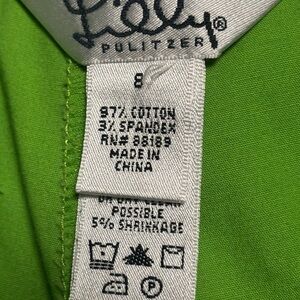 Lilly®
PULITZER
8
97% COTTON
3% SPANDEX
RN# 88189
MADE IN
CHINA
POSSIBLE
5% SHRINKAGE
P